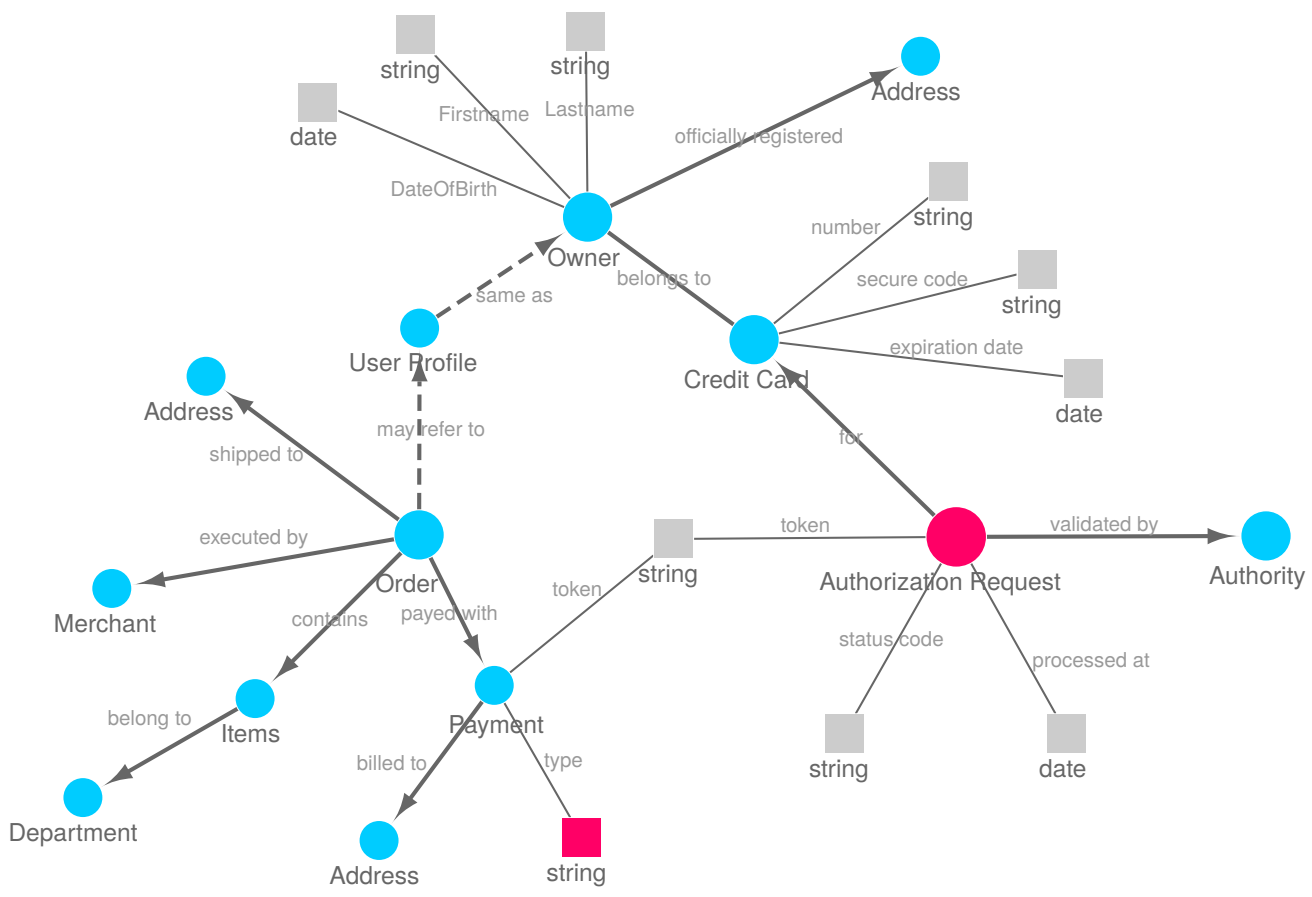 string
string
Address
Firstname
Lastname
date
officially registered
DateOfBirth
string
number
Owner
belongs to
secure code
same as
string
expiration date
User Profile
Credit Card
Address
date
may refer to
for
shipped to
token
validated by
executed by
string
Authorization Request
Authority
Order
token
Merchant
contains
payed with
status code
processed at
belong to
Payment
Items
billed to
type
string
date
Department
Address
string